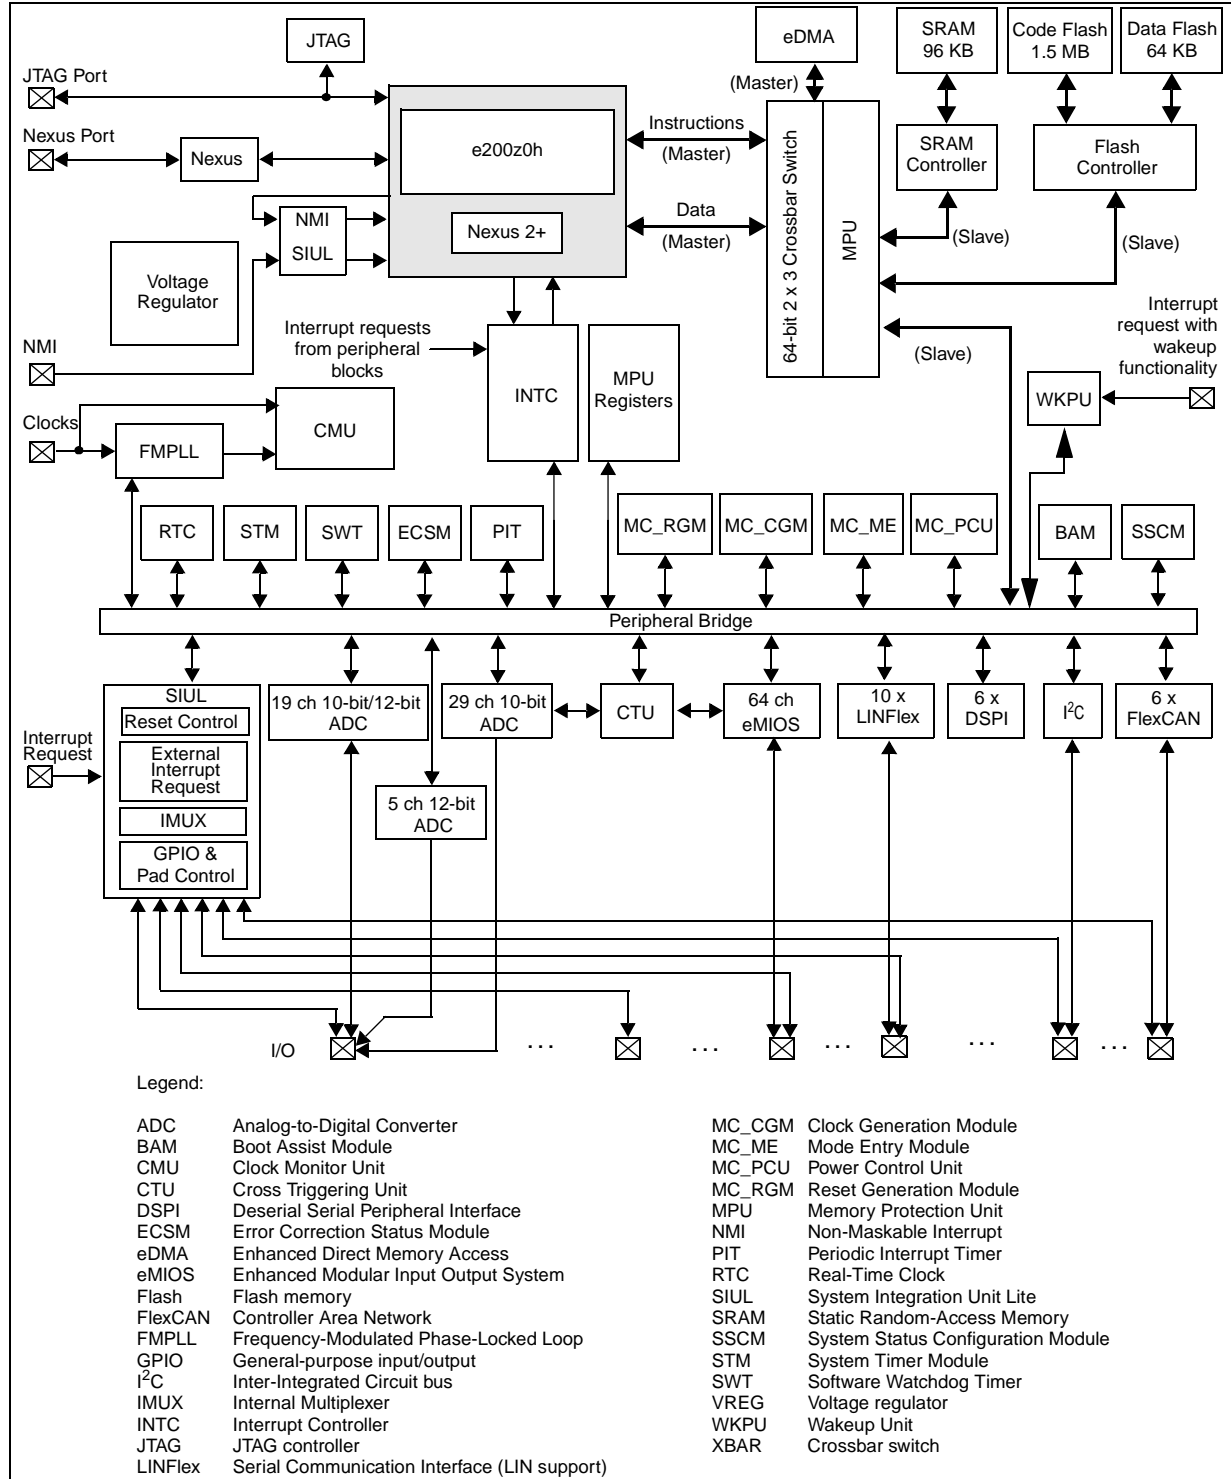 JTAG
eDMA
SRAM
96 KB
Code Flash
1.5 MB
Data Flash
64 KB
JTAG Port
(Master)
Nexus Port
Nexus
e200z0h
Instructions
(Master)
64-bit 2 x 3 Crossbar Switch
MPU
SRAM
Controller
Flash
Controller
NMI
SIUL
Nexus 2+
Data
(Master)
(Slave)
(Slave)
Voltage
Regulator
Interrupt requests
from peripheral
blocks
(Slave)
Interrupt
request with
wakeup
functionality
NMI
INTC
MPU
Registers
WKPU
Clocks
FMPLL
CMU
RTC
STM
SWT
ECSM
PIT
MC_RGM
MC_CGM
MC_ME
MC_PCU
BAM
SSCM
Peripheral Bridge
SIUL
Reset Control
External
Interrupt
Request
IMUX
GPIO &
Pad Control
Interrupt
Request
19 ch 10-bit/12-bit
ADC
29 ch 10-bit
ADC
CTU
64 ch
eMIOS
10 x
LINFlex
6 x
DSPI
I2C
6 x
FlexCAN
5 ch 12-bit
ADC
I/O
. . .
. . .
. . .
. . .
. . .
Legend:
ADC Analog-to-Digital Converter
BAM Boot Assist Module
CMU Clock Monitor Unit
CTU Cross Triggering Unit
DSPI Deserial Serial Peripheral Interface
ECSM Error Correction Status Module
eDMA Enhanced Direct Memory Access
eMIOS Enhanced Modular Input Output System
Flash Flash memory
FlexCAN Controller Area Network
FMPLL Frequency-Modulated Phase-Locked Loop
GPIO General-purpose input/output
I2C Inter-Integrated Circuit bus
IMUX Internal Multiplexer
INTC Interrupt Controller
JTAG JTAG controller
LINFlex Serial Communication Interface (LIN support)
MC_CGM Clock Generation Module
MC_ME Mode Entry Module
MC_PCU Power Control Unit
MC_RGM Reset Generation Module
MPU Memory Protection Unit
NMI Non-Maskable Interrupt
PIT Periodic Interrupt Timer
RTC Real-Time Clock
SIUL System Integration Unit Lite
SRAM Static Random-Access Memory
SSCM System Status Configuration Module
STM System Timer Module
SWT Software Watchdog Timer
VREG Voltage regulator
WKPU Wakeup Unit
XBAR Crossbar switch